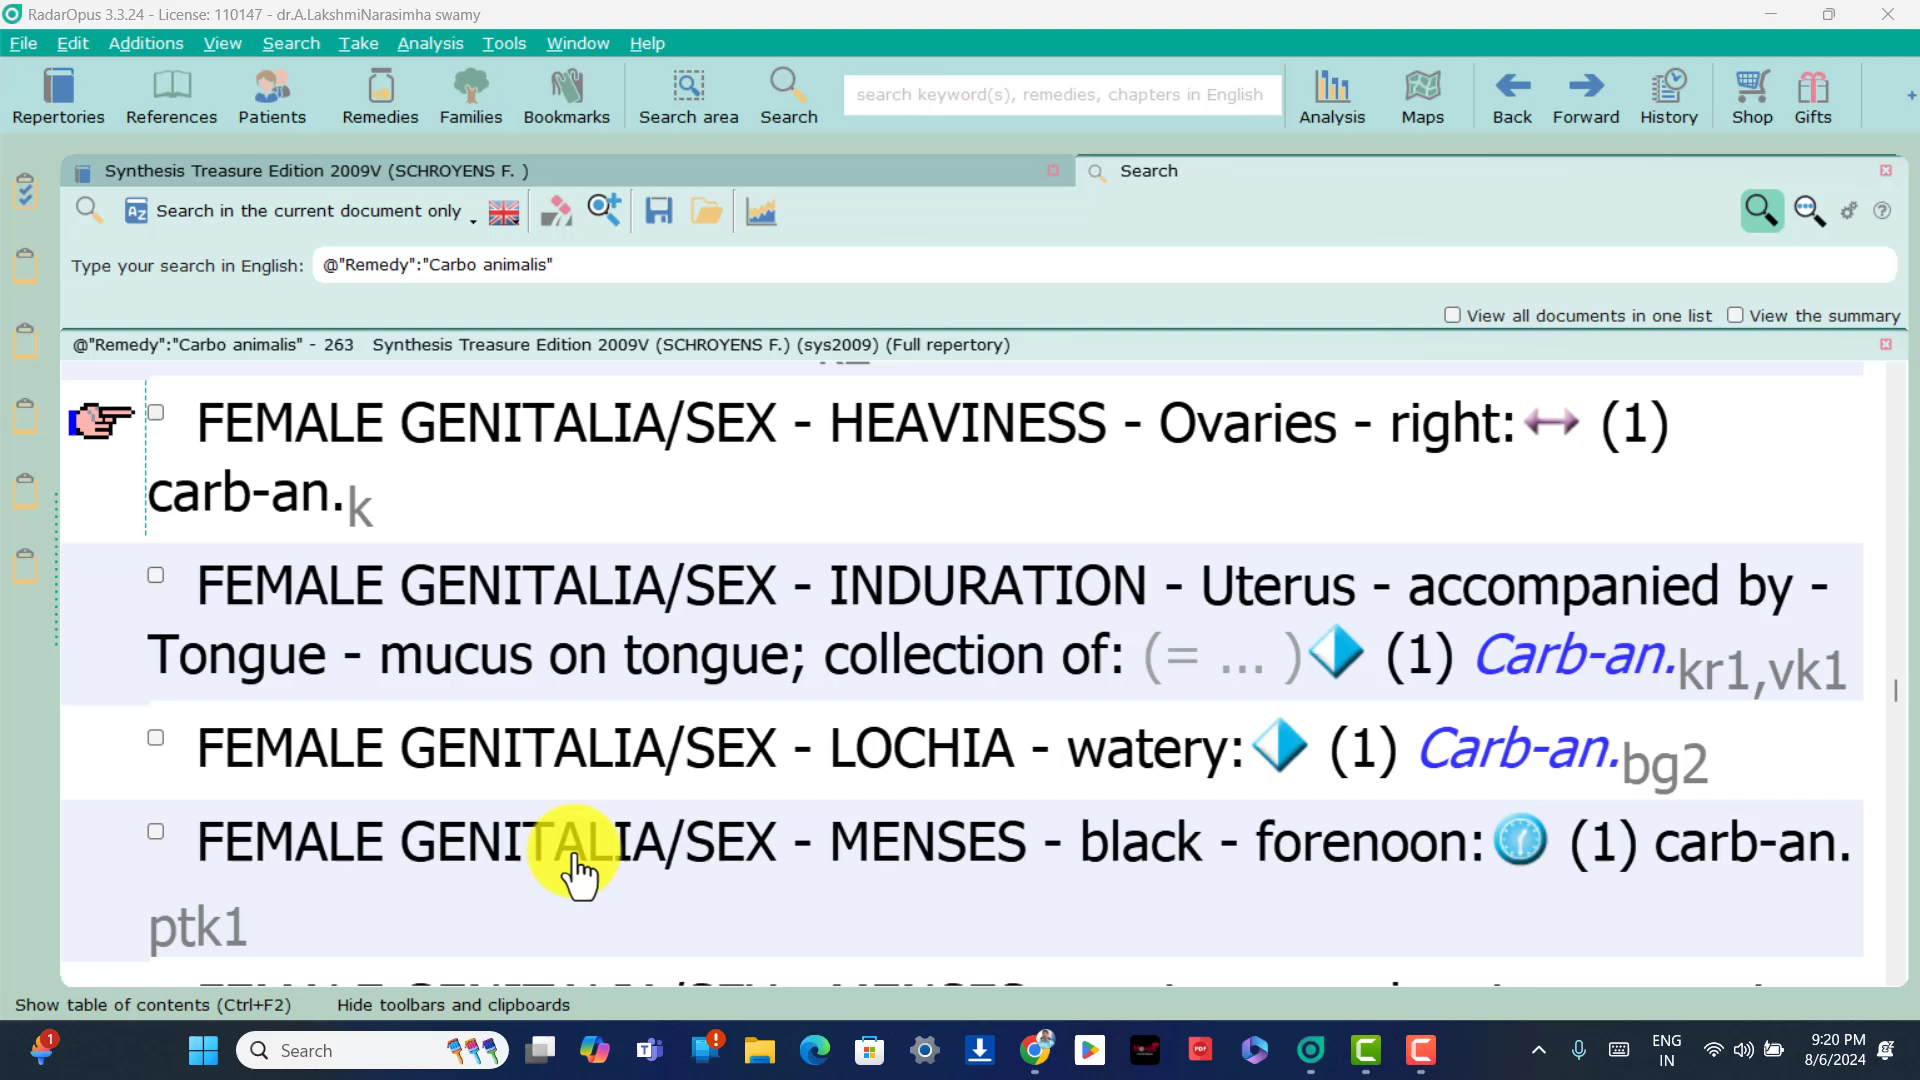 RadarOpus 3.3.24 - License: 110147 - dr.A.LakshmiNarasimha swamy
File Edit Additions View Search Take Analysis Tools Window Help
Repertories References Patients Remedies Families Bookmarks Search area Search search keyword(s), remedies, chapters in English Analysis Maps Back Forward History Shop Gifts
Synthesis Treasure Edition 2009V (SCHROYENS F. ) Search
Search in the current document only
Type your search in English: @"Remedy":"Carbo animalis"
View all documents in one list View the summary
@"Remedy":"Carbo animalis" - 263 Synthesis Treasure Edition 2009V (SCHROYENS F.) (sys2009) (Full repertory)
FEMALE GENITALIA/SEX - HEAVINESS - Ovaries - right: (1)
carb-an.k
FEMALE GENITALIA/SEX - INDURATION - Uterus - accompanied by -
Tongue - mucus on tongue; collection of: (= ... ) (1) Carb-an.kr1,vk1
FEMALE GENITALIA/SEX - LOCHIA - watery: (1) Carb-an.bg2
FEMALE GENITALIA/SEX - MENSES - black - forenoon: (1) carb-an.
ptk1
Show table of contents (Ctrl+F2) Hide toolbars and clipboards
1 Search ENG 9:20 PM
IN 8/6/2024